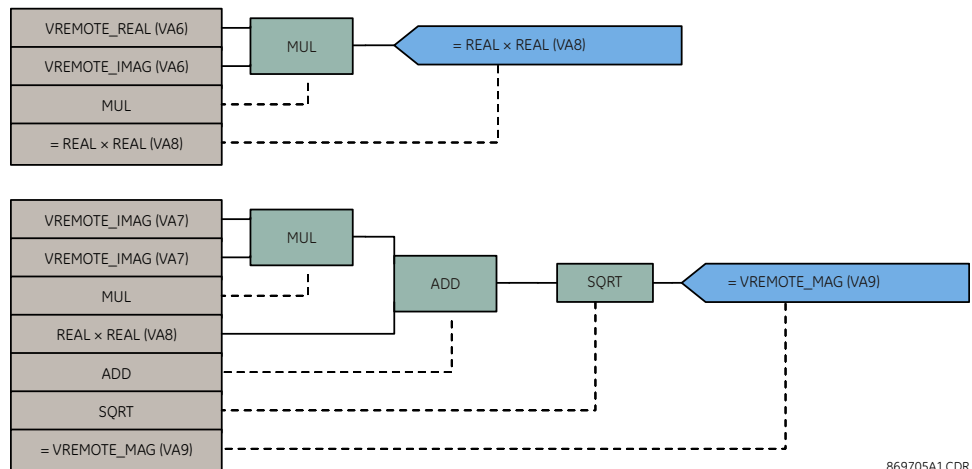 VREMOTE_REAL (VA6)
VREMOTE_IMAG (VA6)
MUL
= REAL × REAL (VA8)
MUL
= REAL × REAL (VA8)
VREMOTE_IMAG (VA7)
VREMOTE_IMAG (VA7)
MUL
REAL × REAL (VA8)
ADD
SQRT
= VREMOTE_MAG (VA9)
MUL
ADD
SQRT
= VREMOTE_MAG (VA9)
869705A1.CDR